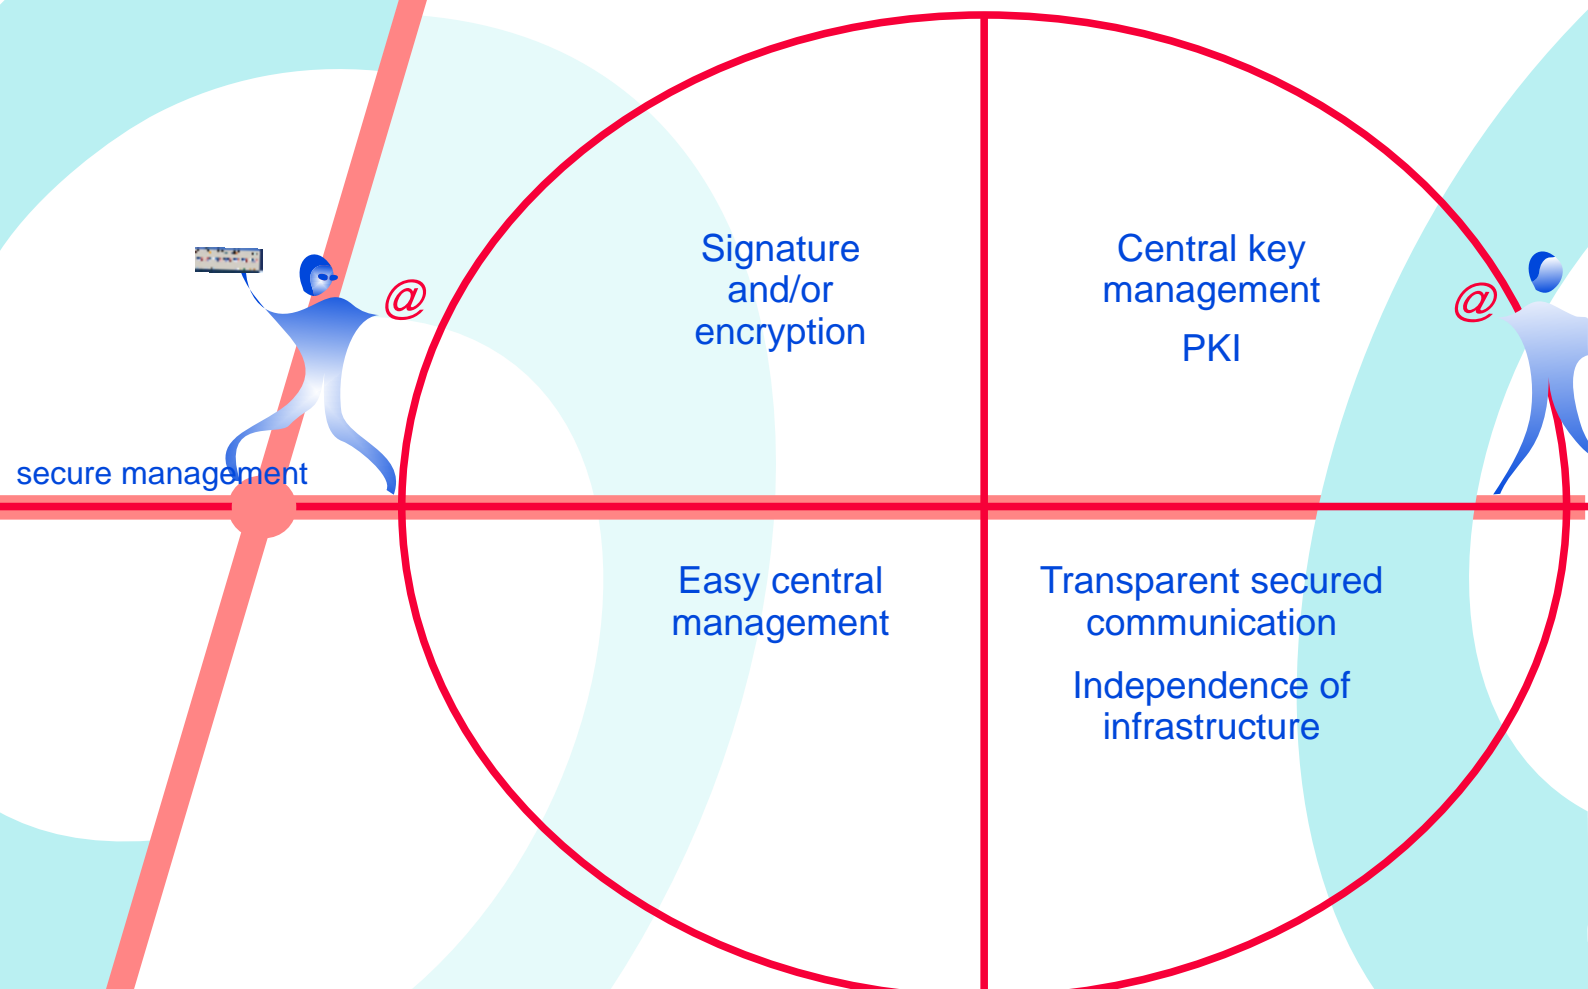 Signature
and/or
encryption
Central key
management
PKI
@
@
secure management
Easy central
management
Transparent secured
communication
Independence of
infrastructure